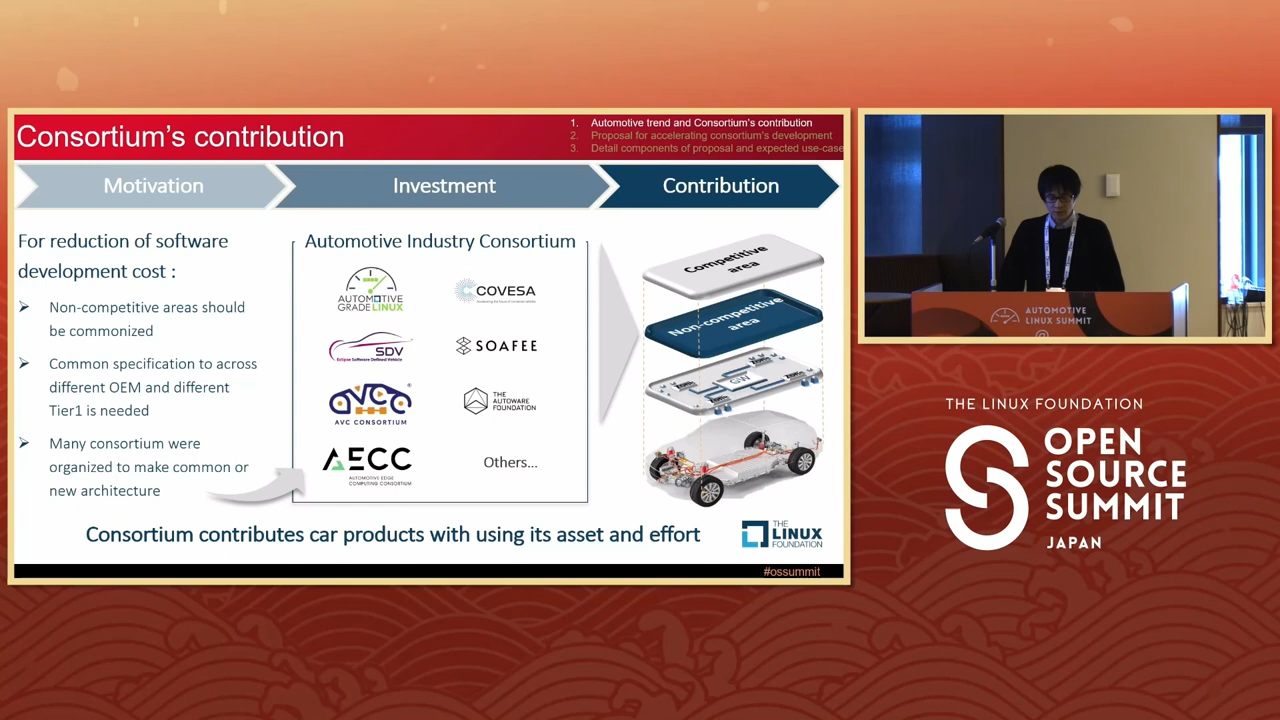 Consortium's contribution
1. Automotive trend and Consortium's contribution
2. Proposal for accelerating consortium's development
3. Detail components of proposal and expected use-case
Motivation
Investment
Contribution
For reduction of software
development cost :
Non-competitive areas should
be commonized
Common specification to across
different OEM and different
Tier1 is needed
Many consortium were
organized to make common or
new architecture
Automotive Industry Consortium
AUTOMOTIVE
GRADELINUX
COVESA
SDV
Eclipse Software Defined Vehicle
SOAFEE
avcc
AVC CONSORTIUM
THE
AUTOWARE
FOUNDATION
AECC
AUTOMOTIVE EDGE
COMPUTING CONSORTIUM
Others...
Competitive
area
Non-competitive
area
GW
Consortium contributes car products with using its asset and effort
THE
LINUX
FOUNDATION
#ossummit
AUTOMOTIVE
LINUX SUMMIT
THE LINUX FOUNDATION
OPEN
SOURCE
SUMMIT
JAPAN